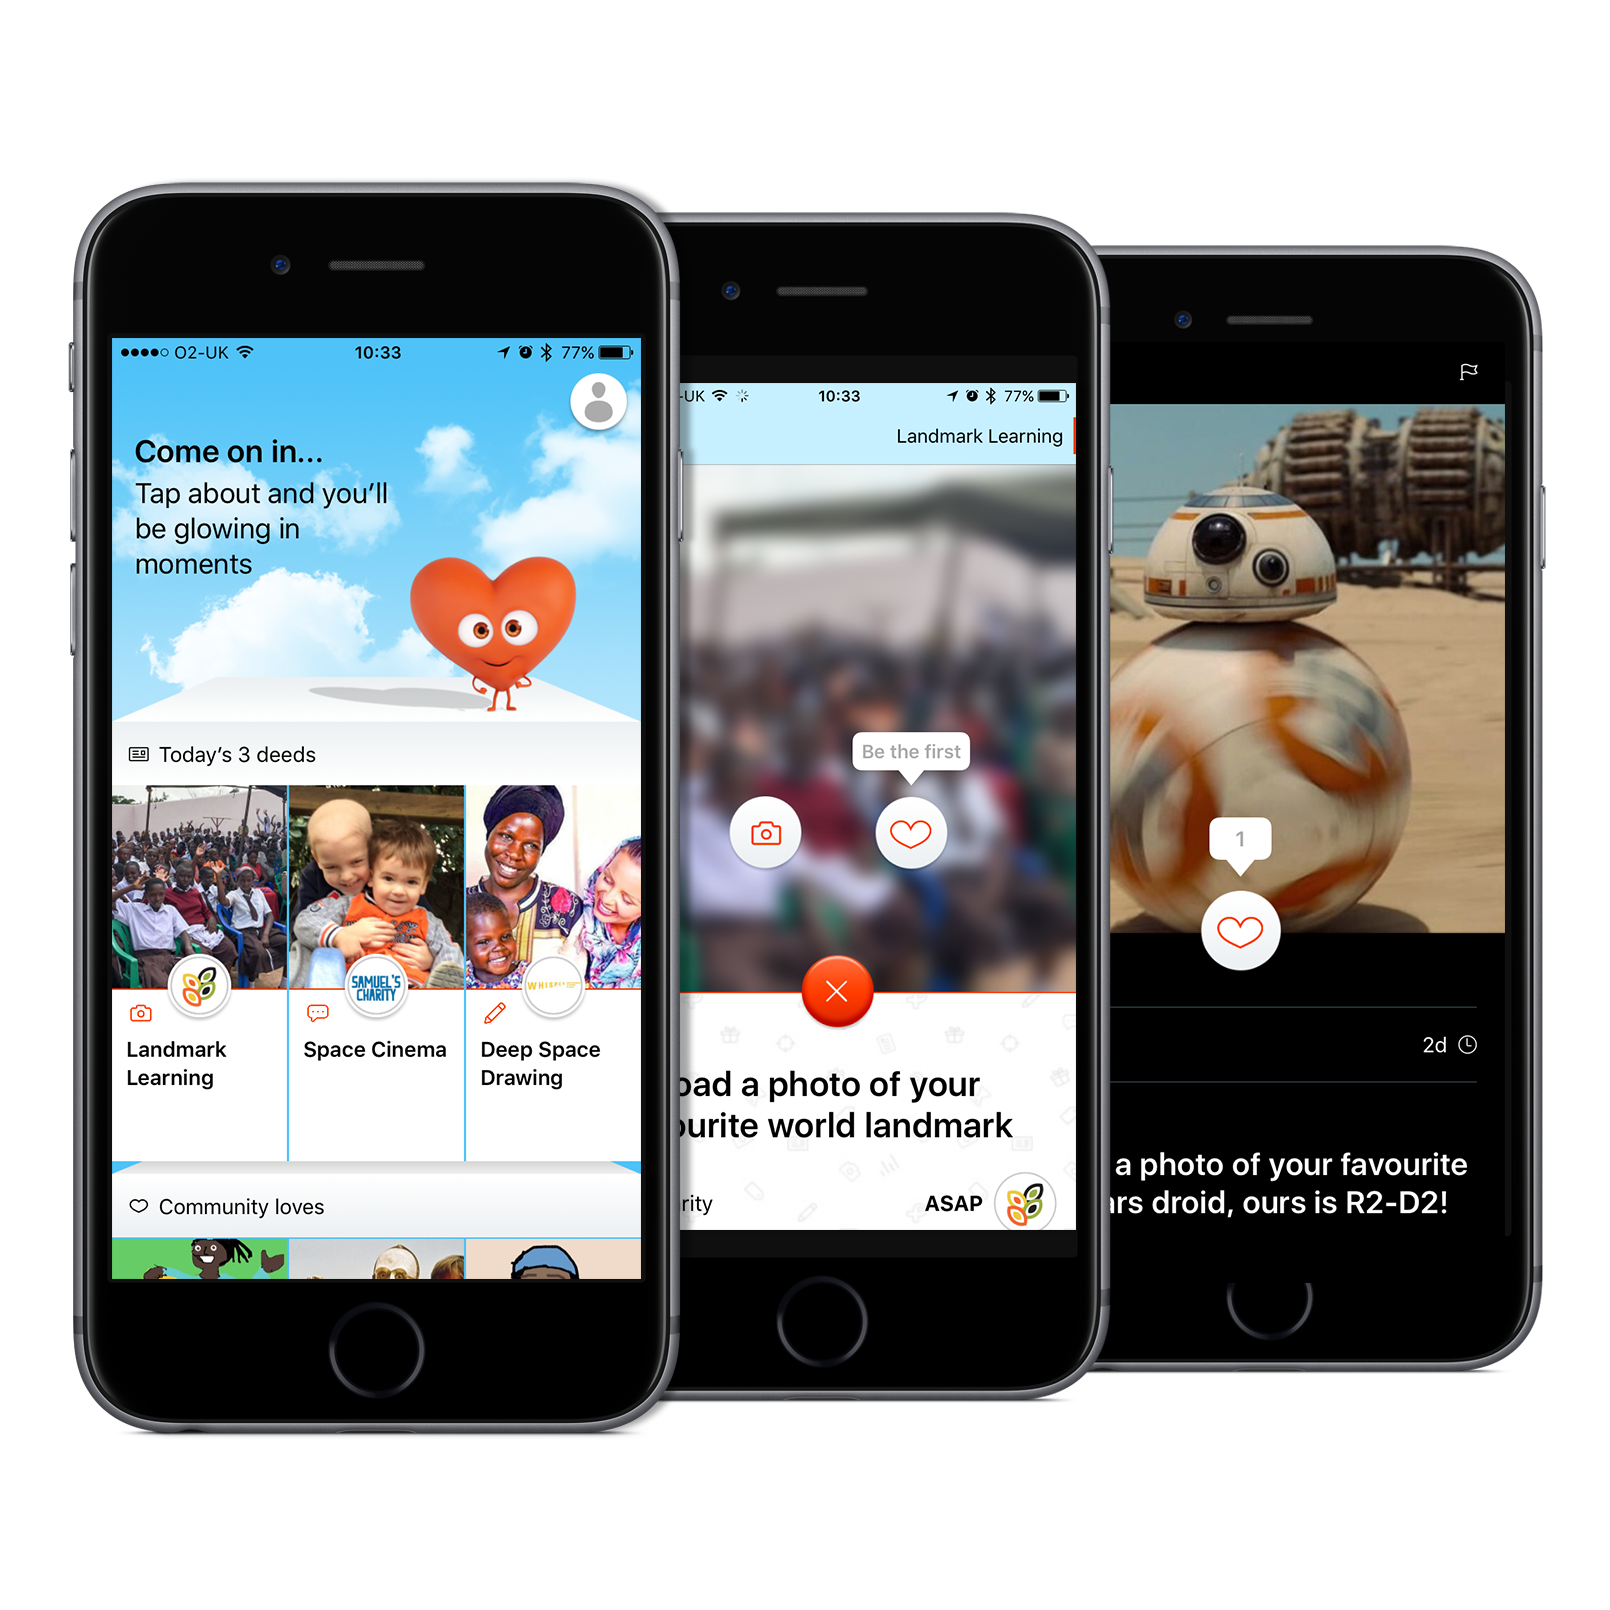 O2-UK 10:33 77%
Come on in...
Tap about and you'll
be glowing in
moments
Today's 3 deeds
SAMUEL'S
CHARITY
WHISPER
Landmark
Learning
Space Cinema
Deep Space
Drawing
Community loves
-UK 10:33 77%
Landmark Learning
Be the first
oad a photo of your
ourite world landmark
rity ASAP
1
2d
a photo of your favourite
ars droid, ours is R2-D2!